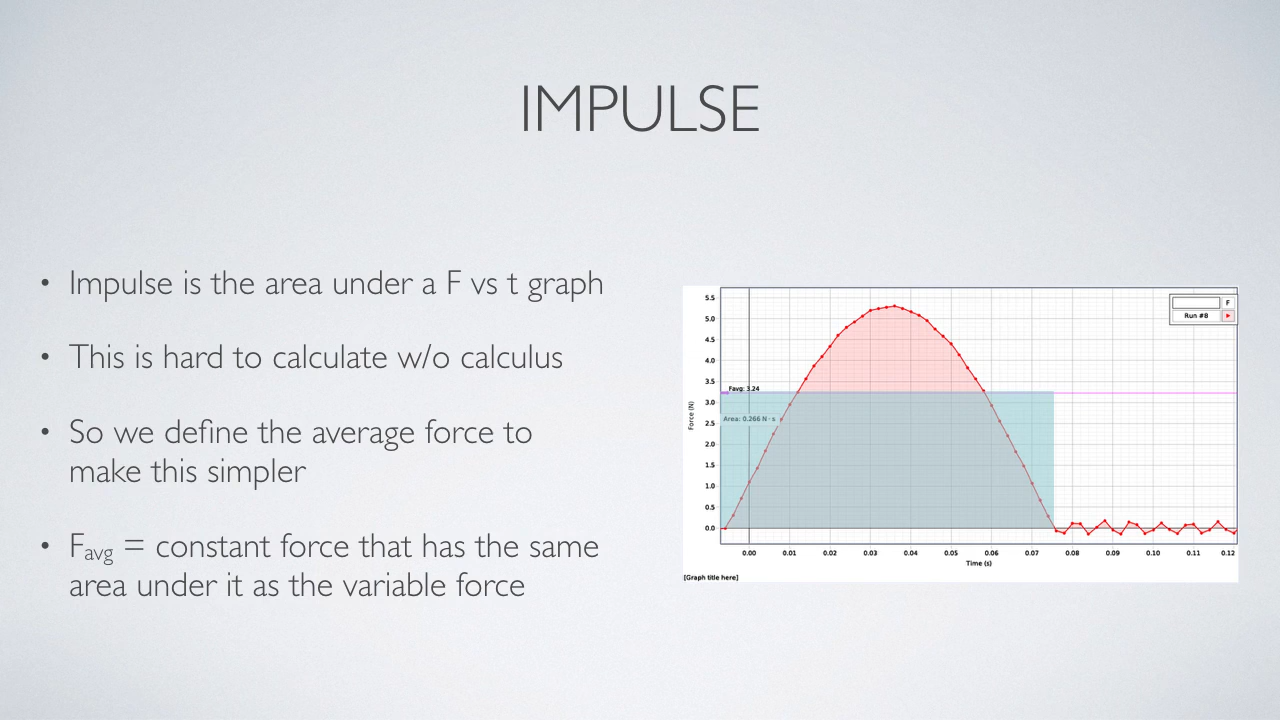 IMPULSE
• Impulse is the area under a F vs t graph
• This is hard to calculate w/o calculus
• So we define the average force to
make this simpler
• Favg = constant force that has the same
area under it as the variable force
5.5
5.0
4.5
4.0
3.5
3.0
2.5
2.0
1.5
1.0
0.5
0.0
Force (N)
Favg: 3.24
Area: 0.266 N · s
F
Run #8
0.00 0.01 0.02 0.03 0.04 0.05 0.06 0.07 0.08 0.09 0.10 0.11 0.12
Time (s)
[Graph title here]